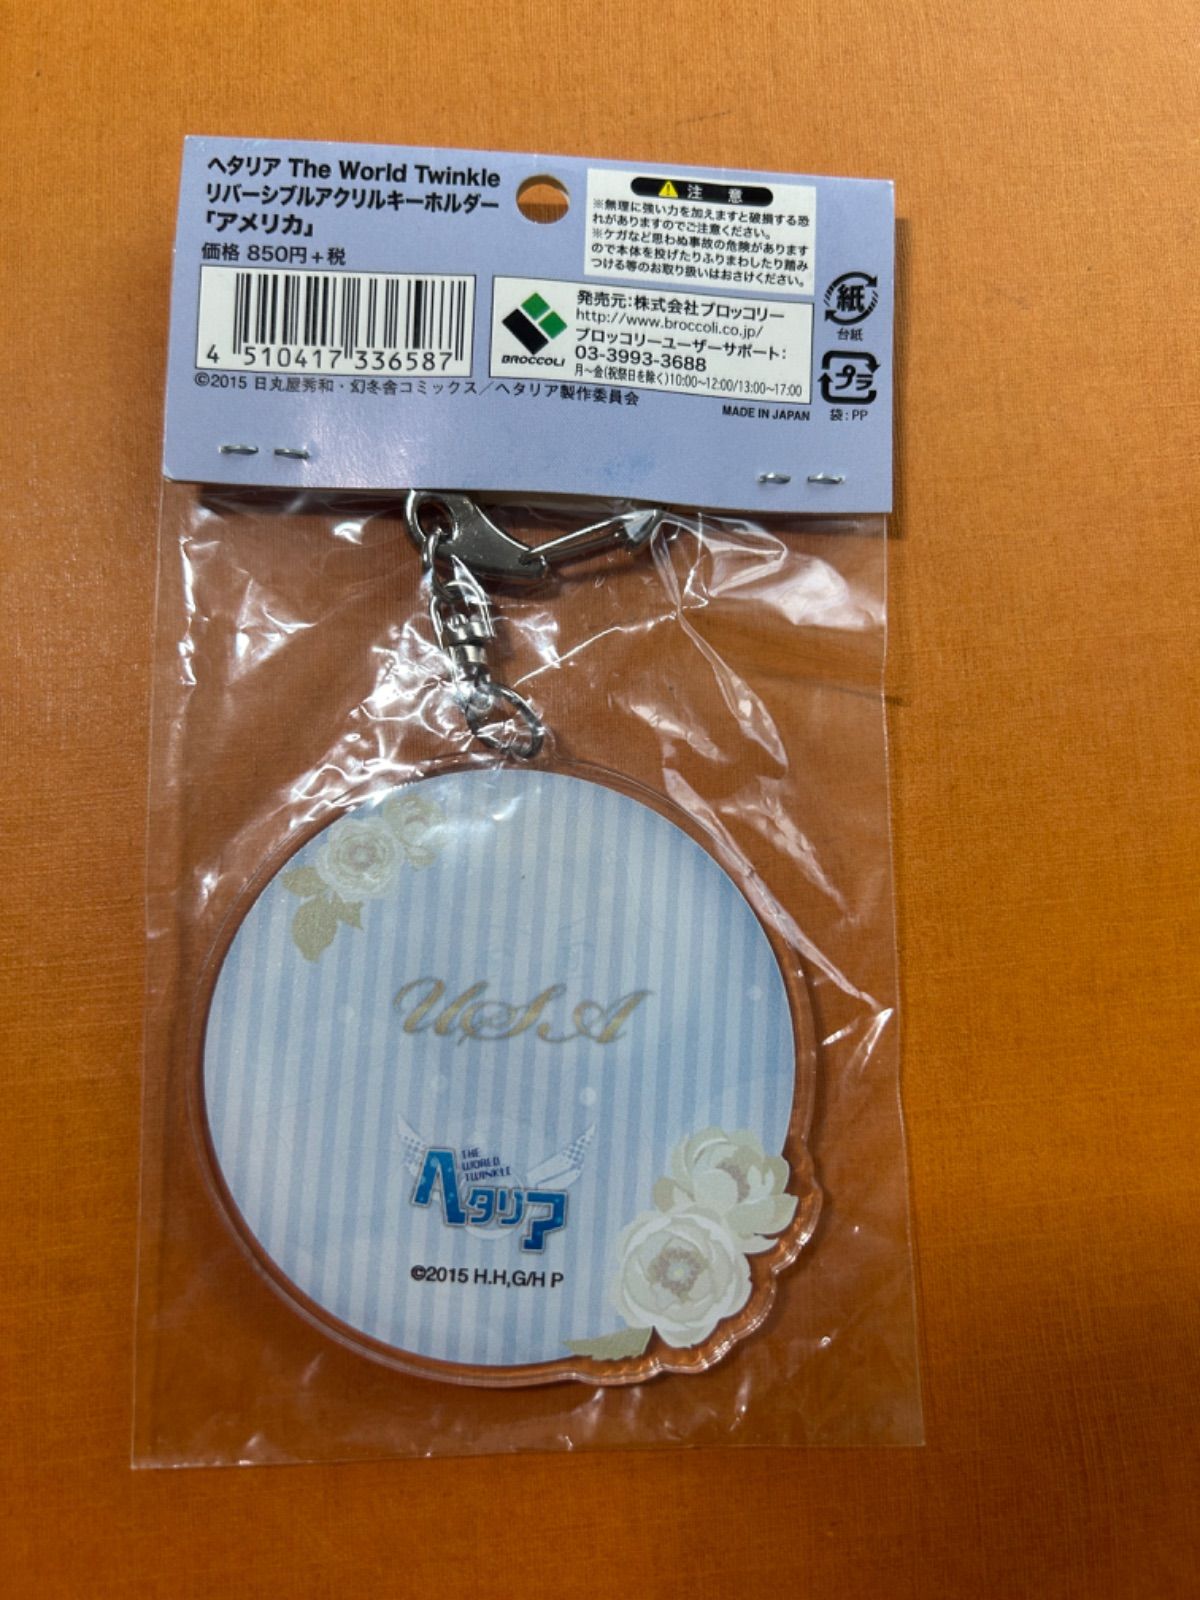 ヘタリア The World Twinkle
リバーシブルアクリルキーホルダー
「アメリカ」
価格 850円+税
4 510417 336587
©2015 日丸屋秀和・幻冬舎コミックス／ヘタリア製作委員会
注 意
※無理に強い力を加えますと破損する恐
れがありますのでご注意ください。
※ケガなど思わぬ事故の危険があります
ので本体を投げたりふりまわしたり踏み
つける等のお取り扱いはおさけください。
BROCCOLI
発売元：株式会社ブロッコリー
http://www.broccoli.co.jp/
ブロッコリーユーザーサポート：
03-3993-3688
月～金(祝祭日を除く)10:00～12:00/13:00～17:00
MADE IN JAPAN
紙
台紙
プラ
袋：PP
USA
THE
WORLD
TWINKLE
ヘタリア
©2015 H.H,G/H P